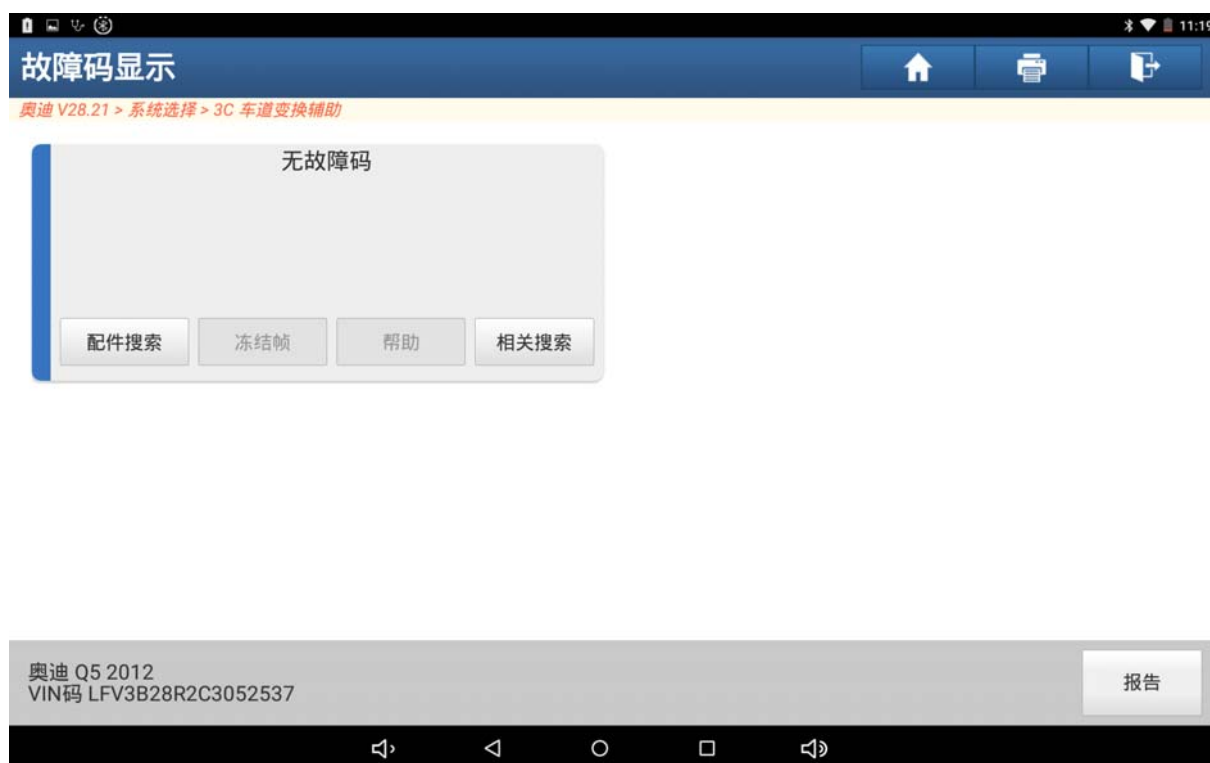 11:19
故障码显示
奥迪 V28.21 > 系统选择 > 3C 车道变换辅助
无故障码
配件搜索 冻结帧 帮助 相关搜索
奥迪 Q5 2012
VIN码 LFV3B28R2C3052537
报告